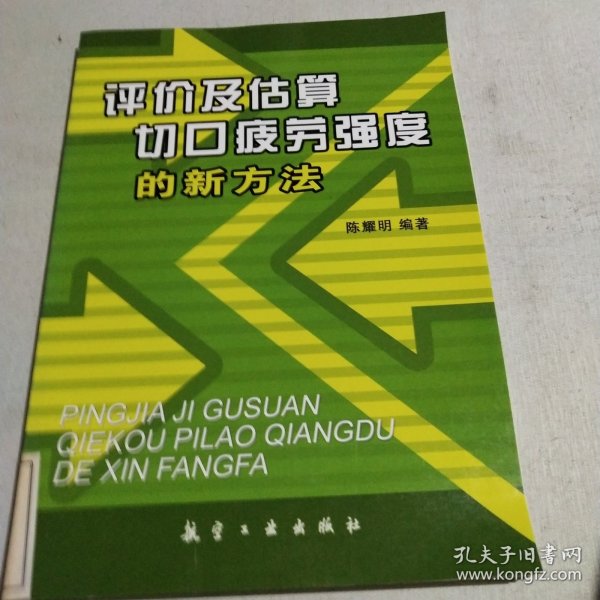 评价及估算
切口疲劳强度
的新方法
陈耀明 编著
PINGJIA JI GUSUAN
QIEKOU PILAO QIANGDU
DE XIN FANGFA
航空工业出版社
孔夫子旧书网
www.kongfz.com